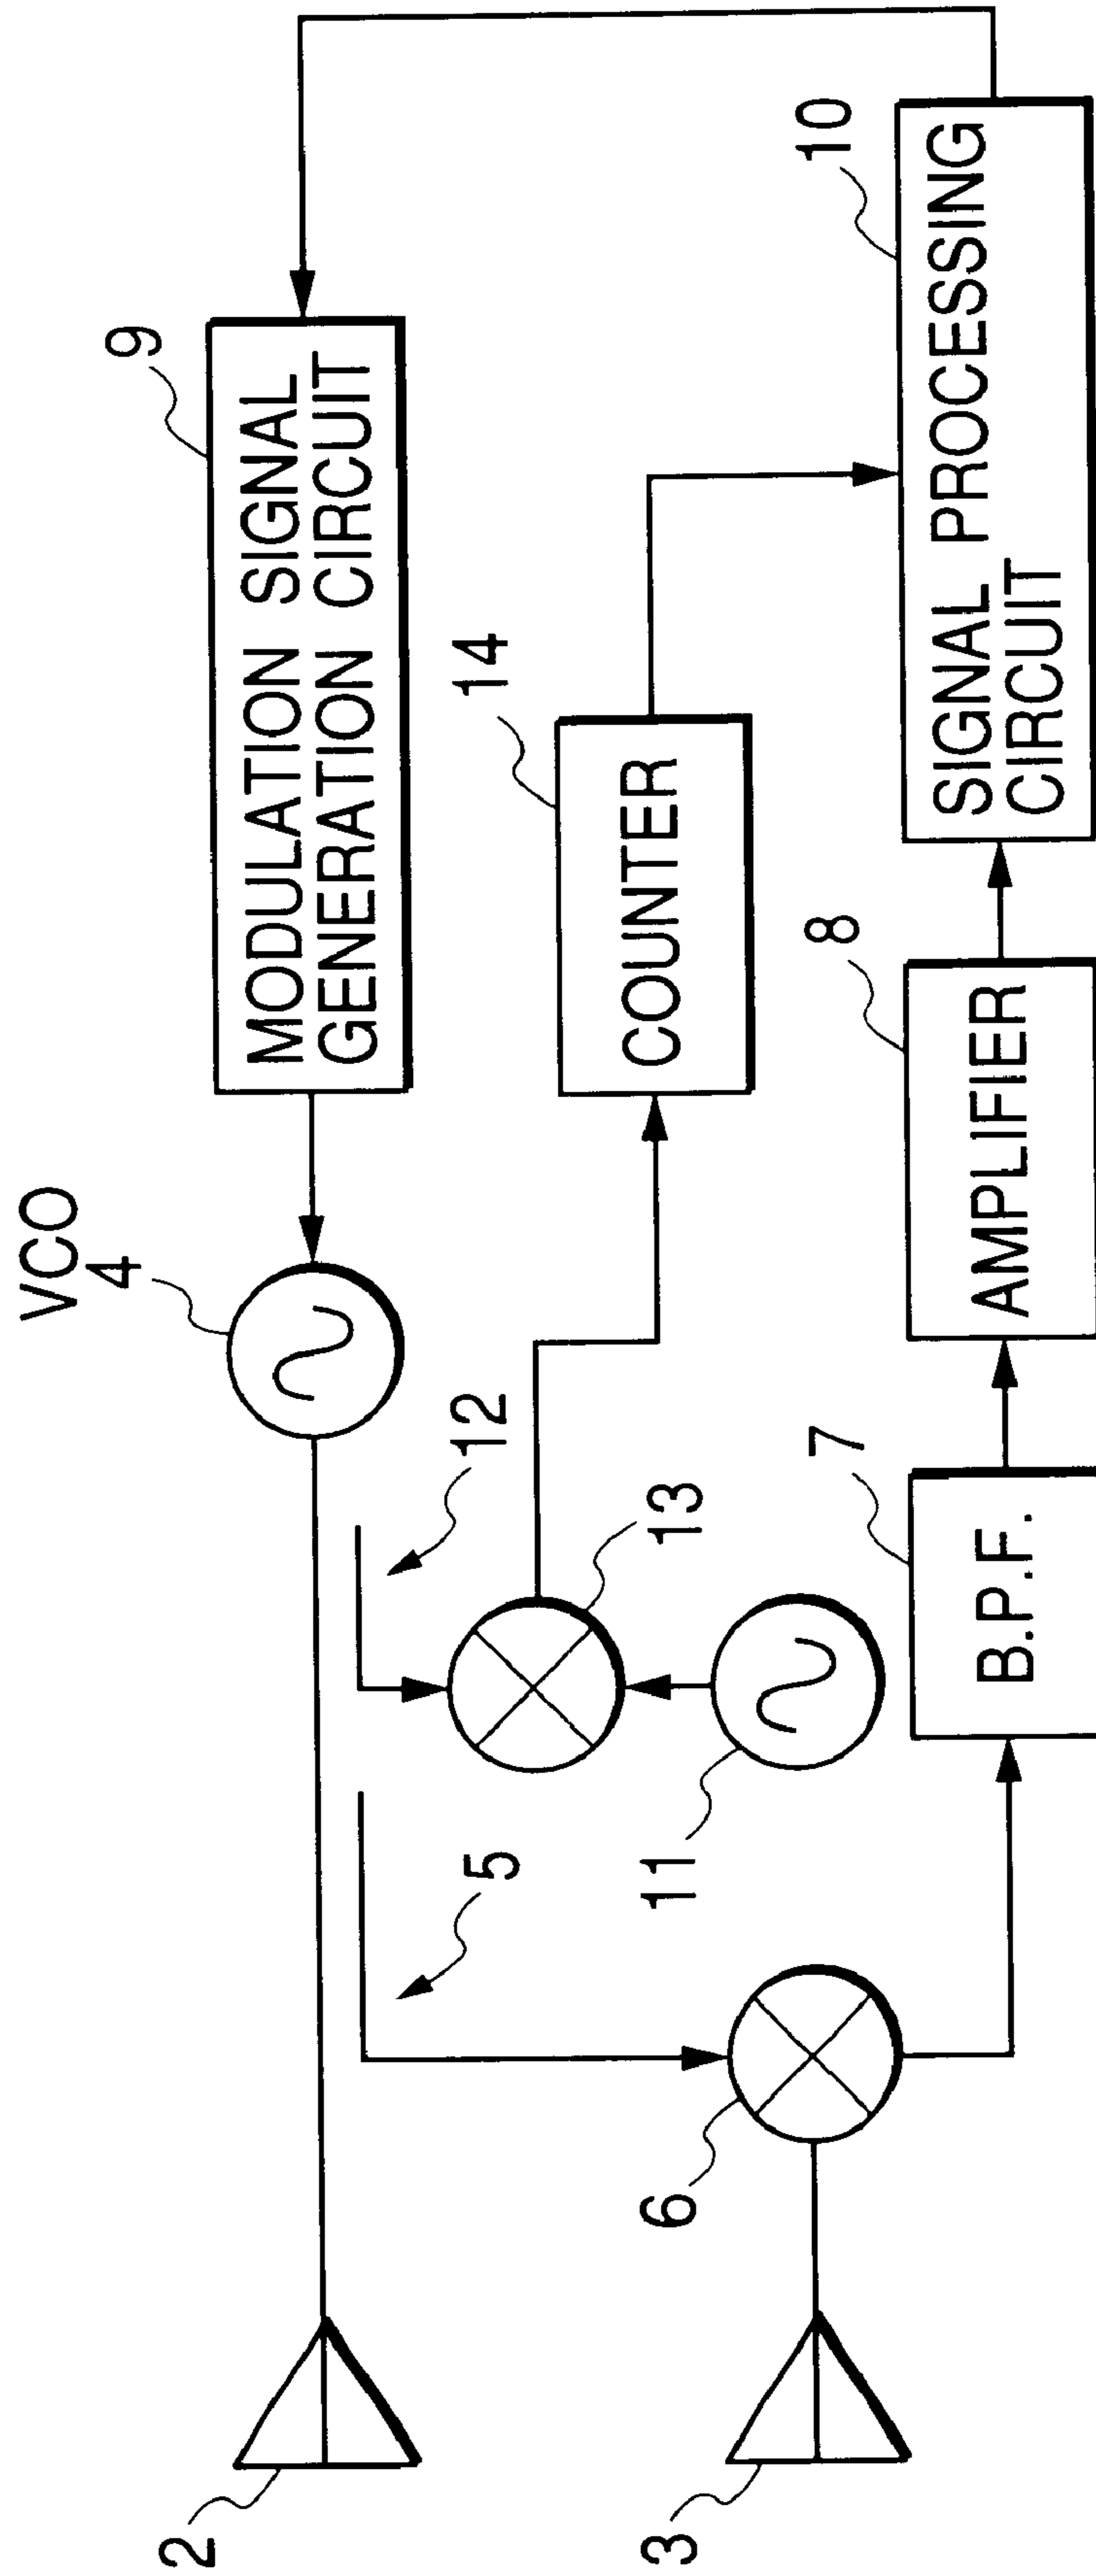 VCO
4
9
MODULATION SIGNAL
GENERATION CIRCUIT
2
12
14
COUNTER
13
5
11
10
SIGNAL PROCESSING
CIRCUIT
8
AMPLIFIER
7
B.P.F.
6
3